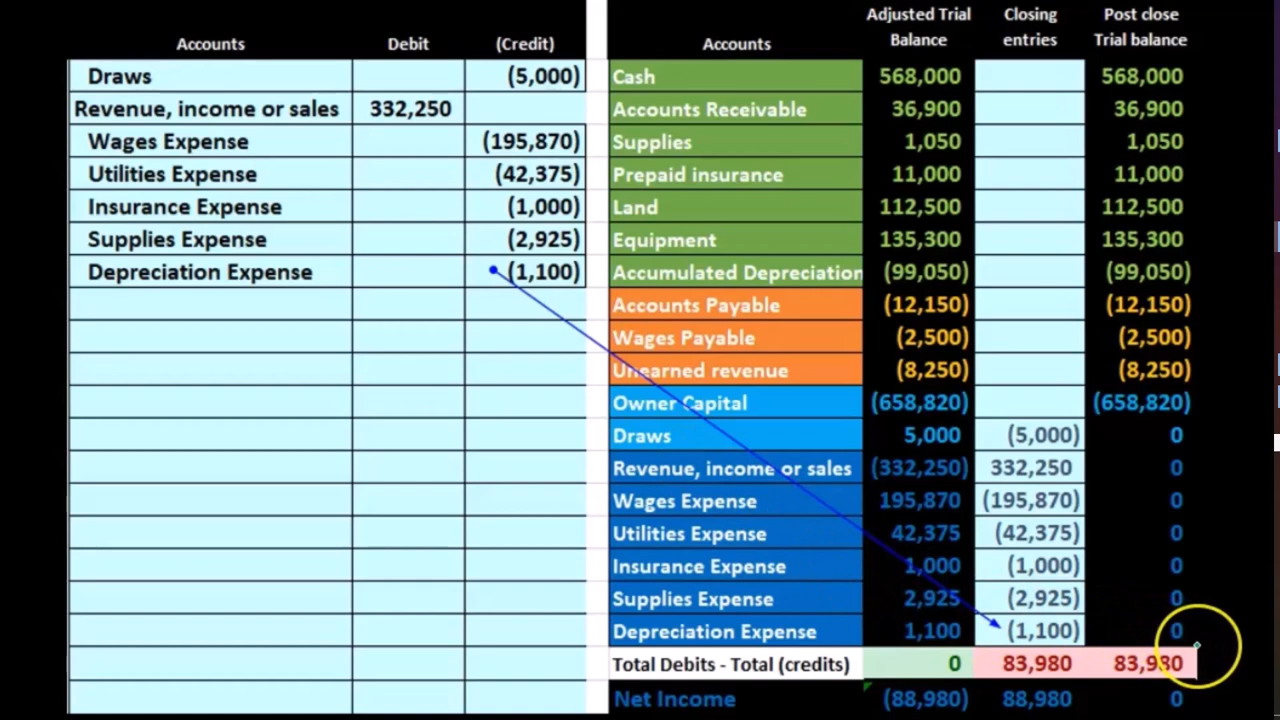 Accounts Debit (Credit)
Draws (5,000)
Revenue, income or sales 332,250
Wages Expense (195,870)
Utilities Expense (42,375)
Insurance Expense (1,000)
Supplies Expense (2,925)
Depreciation Expense (1,100)
Accounts Adjusted Trial Balance Closing entries Post close Trial balance
Cash 568,000 568,000
Accounts Receivable 36,900 36,900
Supplies 1,050 1,050
Prepaid insurance 11,000 11,000
Land 112,500 112,500
Equipment 135,300 135,300
Accumulated Depreciation (99,050) (99,050)
Accounts Payable (12,150) (12,150)
Wages Payable (2,500) (2,500)
Unearned revenue (8,250) (8,250)
Owner Capital (658,820) (658,820)
Draws 5,000 (5,000) 0
Revenue, income or sales (332,250) 332,250 0
Wages Expense 195,870 (195,870) 0
Utilities Expense 42,375 (42,375) 0
Insurance Expense 1,000 (1,000) 0
Supplies Expense 2,925 (2,925) 0
Depreciation Expense 1,100 (1,100) 0
Total Debits - Total (credits) 0 83,980 83,980
Net Income (88,980) 88,980 0